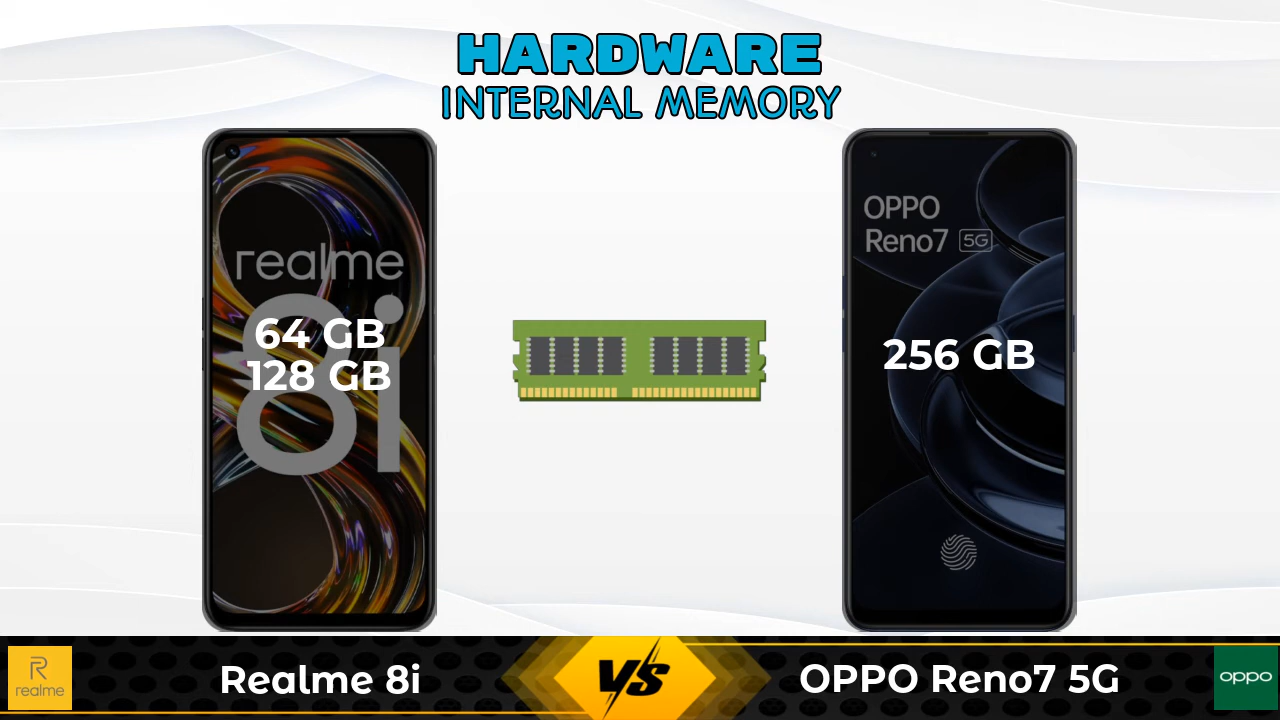 HARDWARE
INTERNAL MEMORY
realme
8i
64 GB
128 GB
OPPO
Reno7 5G
256 GB
realme
Realme 8i
VS
OPPO Reno7 5G
oppo